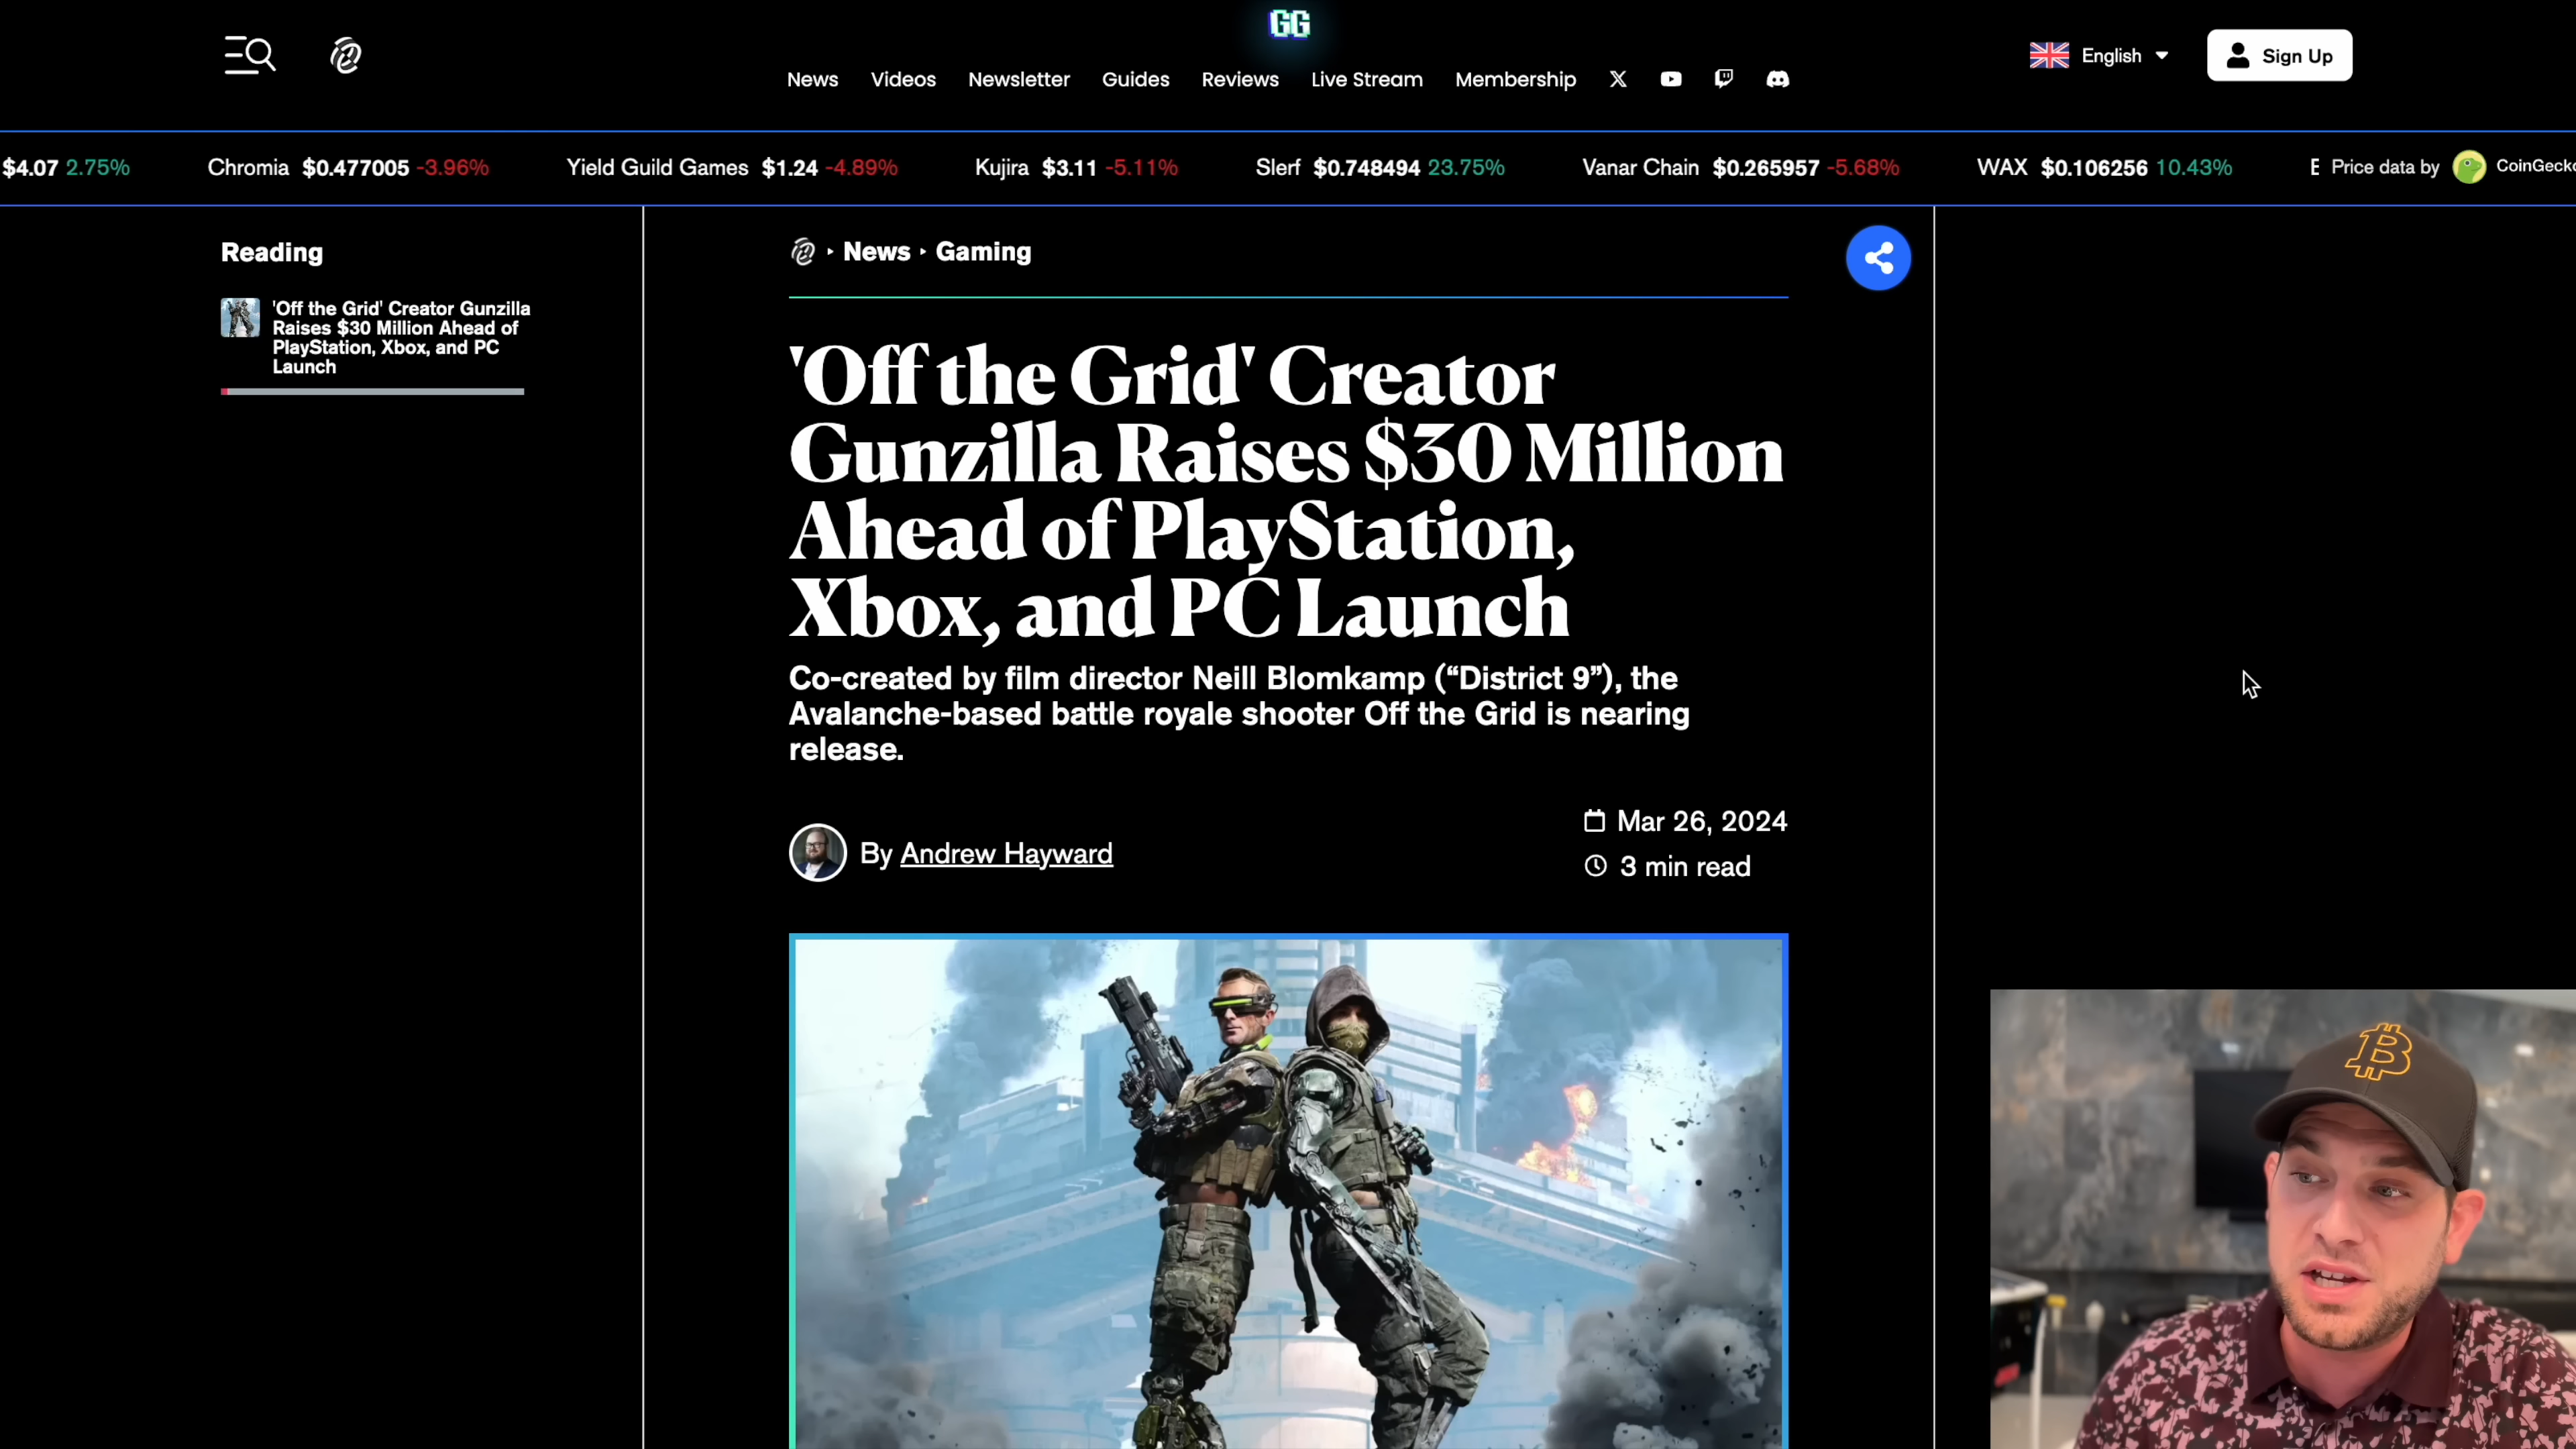 GG
English
Sign Up
News Videos Newsletter Guides Reviews Live Stream Membership
$4.07 2.75% Chromia $0.477005 -3.96% Yield Guild Games $1.24 -4.89% Kujira $3.11 -5.11% Slerf $0.748494 23.75% Vanar Chain $0.265957 -5.68% WAX $0.106256 10.43% Price data by CoinGecko
Reading
'Off the Grid' Creator Gunzilla
Raises $30 Million Ahead of
PlayStation, Xbox, and PC
Launch
News Gaming
'Off the Grid' Creator
Gunzilla Raises $30 Million
Ahead of PlayStation,
Xbox, and PC Launch
Co-created by film director Neill Blomkamp (“District 9”), the
Avalanche-based battle royale shooter Off the Grid is nearing
release.
By Andrew Hayward
Mar 26, 2024
3 min read